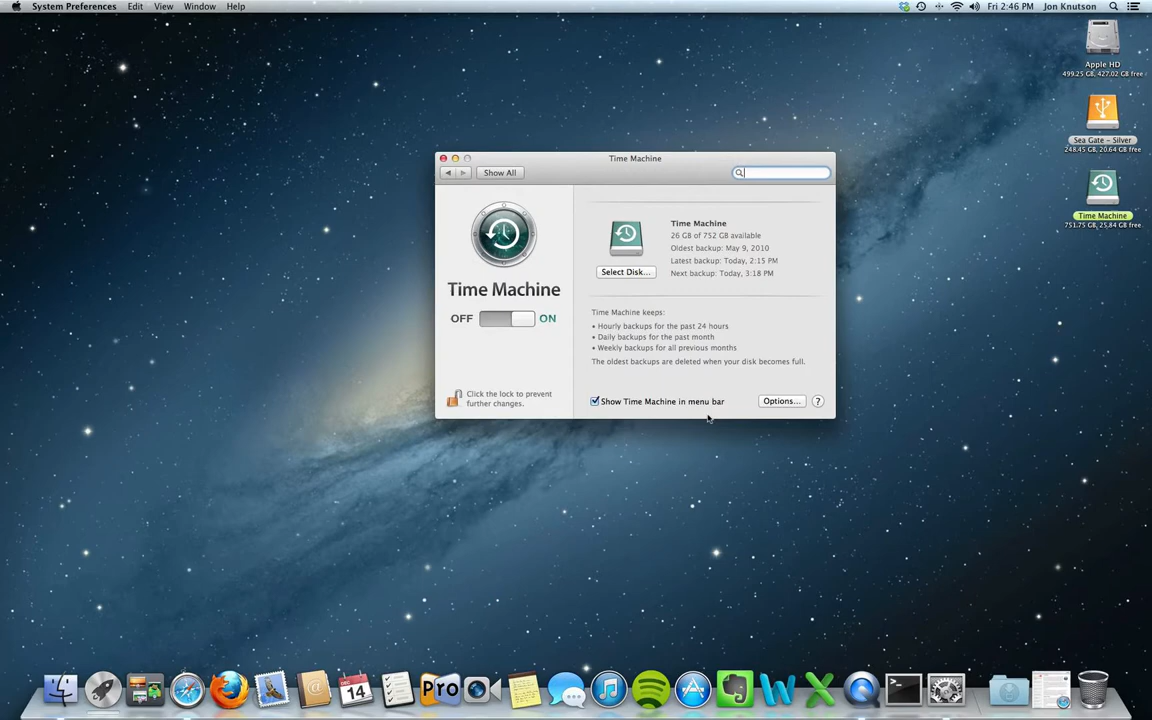 System Preferences Edit View Window Help
Fri 2:46 PM Jon Knutson
Apple HD
499.25 GB, 427.02 GB free
Sea Gate - Silver
248.45 GB, 20.64 GB free
Time Machine
751.75 GB, 25.84 GB free
Time Machine
Show All
Time Machine
OFF ON
Click the lock to prevent
further changes.
Select Disk...
Time Machine
26 GB of 752 GB available
Oldest backup: May 9, 2010
Latest backup: Today, 2:15 PM
Next backup: Today, 3:18 PM
Time Machine keeps:
• Hourly backups for the past 24 hours
• Daily backups for the past month
• Weekly backups for all previous months
The oldest backups are deleted when your disk becomes full.
Show Time Machine in menu bar
Options... ?
DEC
14
Pro